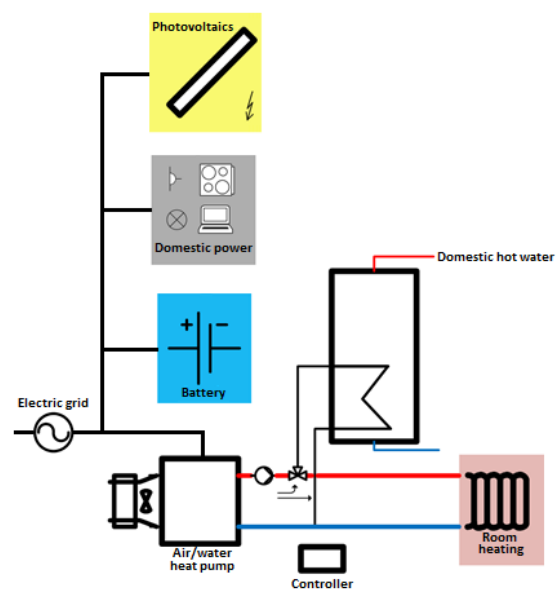 Photovoltaics
Domestic power
Domestic hot water
+ −
Battery
Electric grid
Air/water
heat pump
Room
heating
Controller